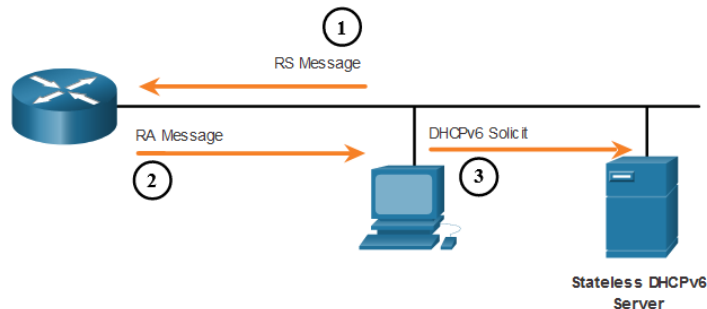 1
RS Message
RA Message
DHCPv6 Solicit
2
3
Stateless DHCPv6
Server